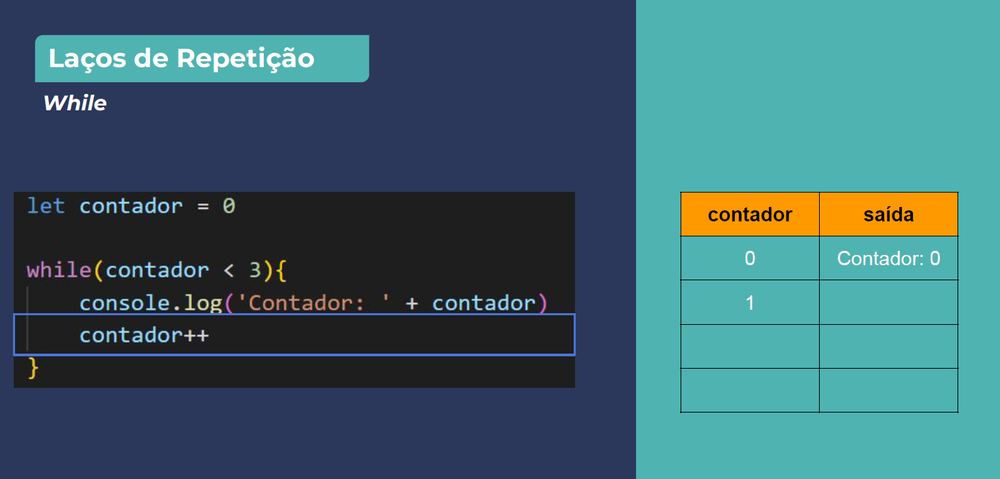 Laços de Repetição
While
let contador = 0
while(contador < 3){
console.log('Contador: ' + contador)
contador++
}
contador saída
0 Contador: 0
1